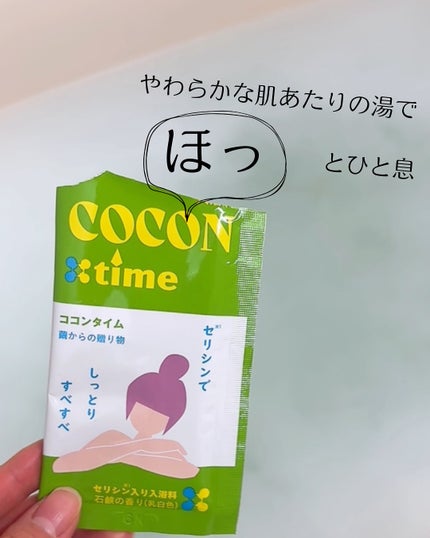 やわらかな肌あたりの湯で
ほっ
とひと息
COCON
time
ココンタイム
繭からの贈り物
セリシンで
しっとり
すべすべ
セリシン入り入浴料
石鹸の香り(乳白色)